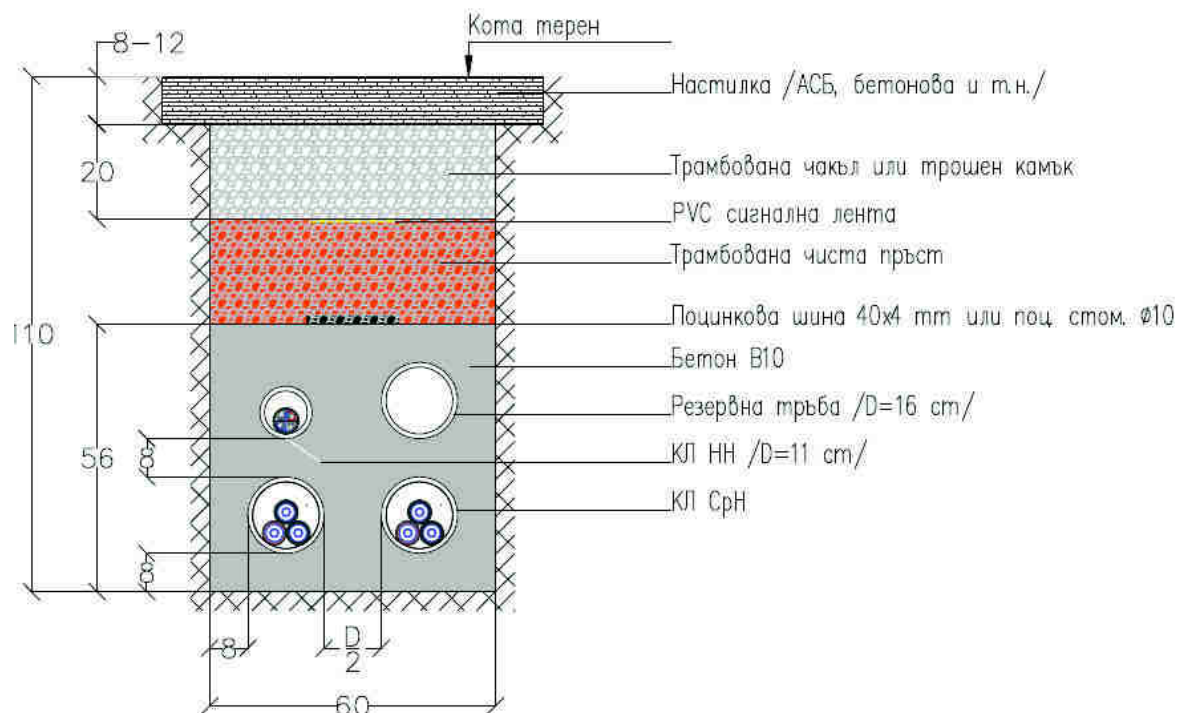 Кота терен
8-12
Настилка /АСБ, бетонова и т.н./
20
Трамбована чакъл или трошен камък
PVC сигнална лента
Трамбована чиста пръст
110
Поцинкова шина 40x4 mm или поц. стом. Ø10
Бетон B10
Резервна тръба /D=16 cm/
56
8
КЛ НН /D=11 cm/
КЛ СрН
8
8
D
2
60